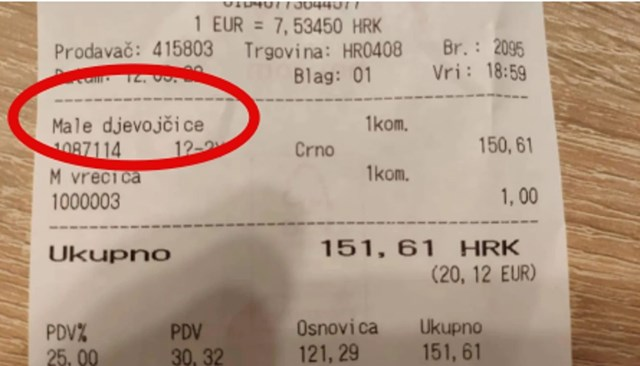 1 EUR = 7,53450 HRK
Prodavač: 415803 Trgovina: HR0408 Br.: 2095
Blag: 01 Vri: 18:59
Male djevojčice 1kom.
1087114 Crno 150,61
M vrećica 1kom.
1000003 1,00
Ukupno 151,61 HRK
(20,12 EUR)
PDV% PDV Osnovica Ukupno
25,00 30,32 121,29 151,61